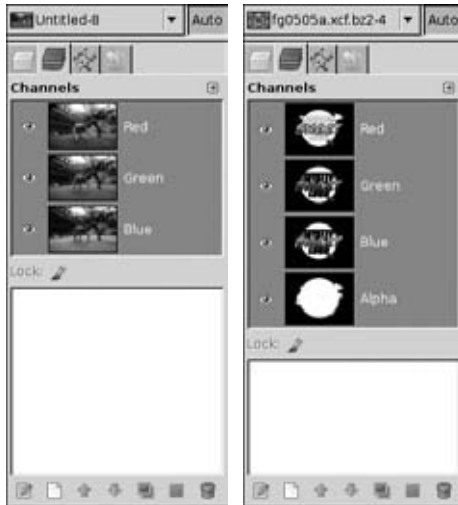 Untitled-8
Auto
Channels
Red
Green
Blue
Lock:
fg0505a.xcf.bz2-4
Auto
Channels
Red
Green
Blue
Alpha
Lock: